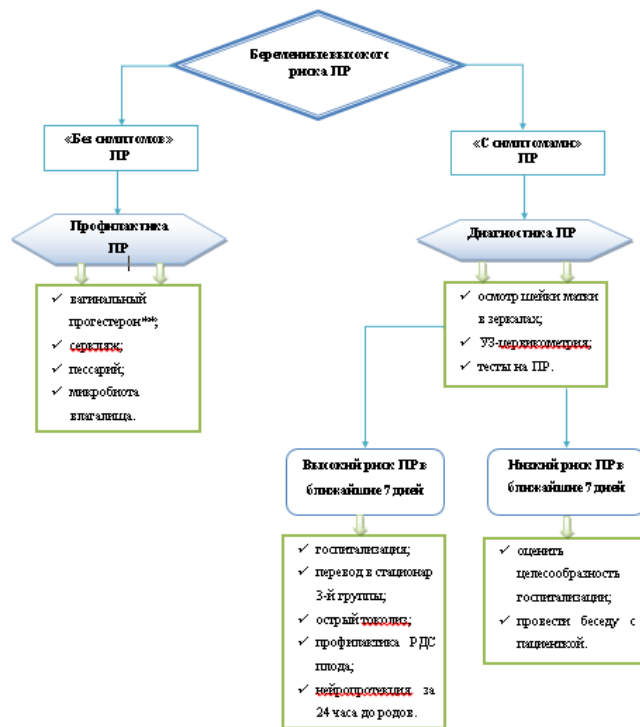 Беременные высокого
риска ПР
«Без симптомов»
ПР
«С симптомами»
ПР
Профилактика
ПР
Диагностика ПР
✓ вагинальный
прогестерон**;
✓ серкляж;
✓ пессарий;
✓ микробиота
влагалища.
✓ осмотр шейки матки
в зеркалах;
✓ УЗ-цервикометрия;
✓ тесты на ПР.
Высокий риск ПР в
ближайшие 7 дней
Низкий риск ПР в
ближайшие 7 дней
✓ госпитализация;
✓ перевод в стационар
3-й группы;
✓ острый токолиз;
✓ профилактика РДС
плода;
✓ нейропротекция за
24 часа до родов.
✓ оценить
целесообразность
госпитализации;
✓ провести беседу с
пациенткой.